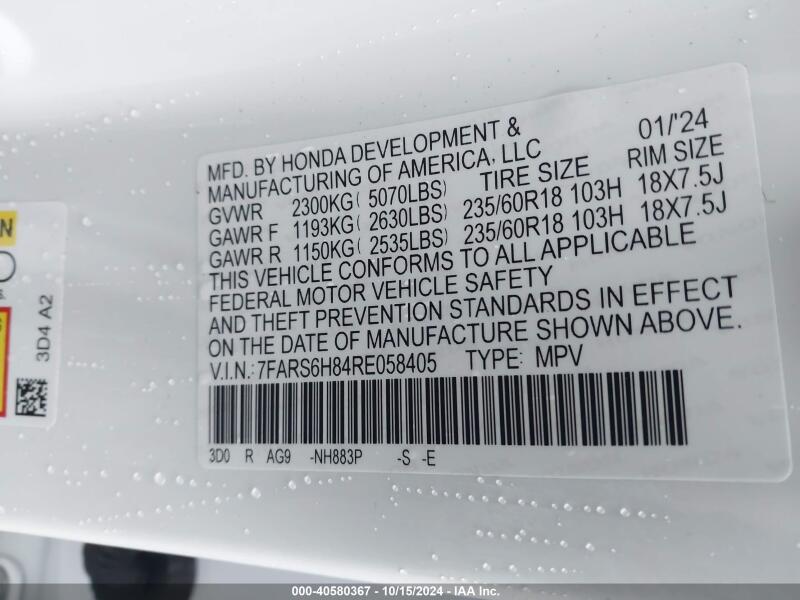 MFD. BY HONDA DEVELOPMENT & 01/'24
MANUFACTURING OF AMERICA, LLC
TIRE SIZE RIM SIZE
GVWR 2300KG( 5070LBS)
GAWR F 1193KG( 2630LBS) 235/60R18 103H 18X7.5J
GAWR R 1150KG( 2535LBS) 235/60R18 103H 18X7.5J
THIS VEHICLE CONFORMS TO ALL APPLICABLE
FEDERAL MOTOR VEHICLE SAFETY
AND THEFT PREVENTION STANDARDS IN EFFECT
ON THE DATE OF MANUFACTURE SHOWN ABOVE.
V.I.N.: 7FARS6H84RE058405 TYPE: MPV
3D0 R AG9 -NH883P -S -E
3D4 A2
00-40580367 - 10/15/2024 - IAA Inc.